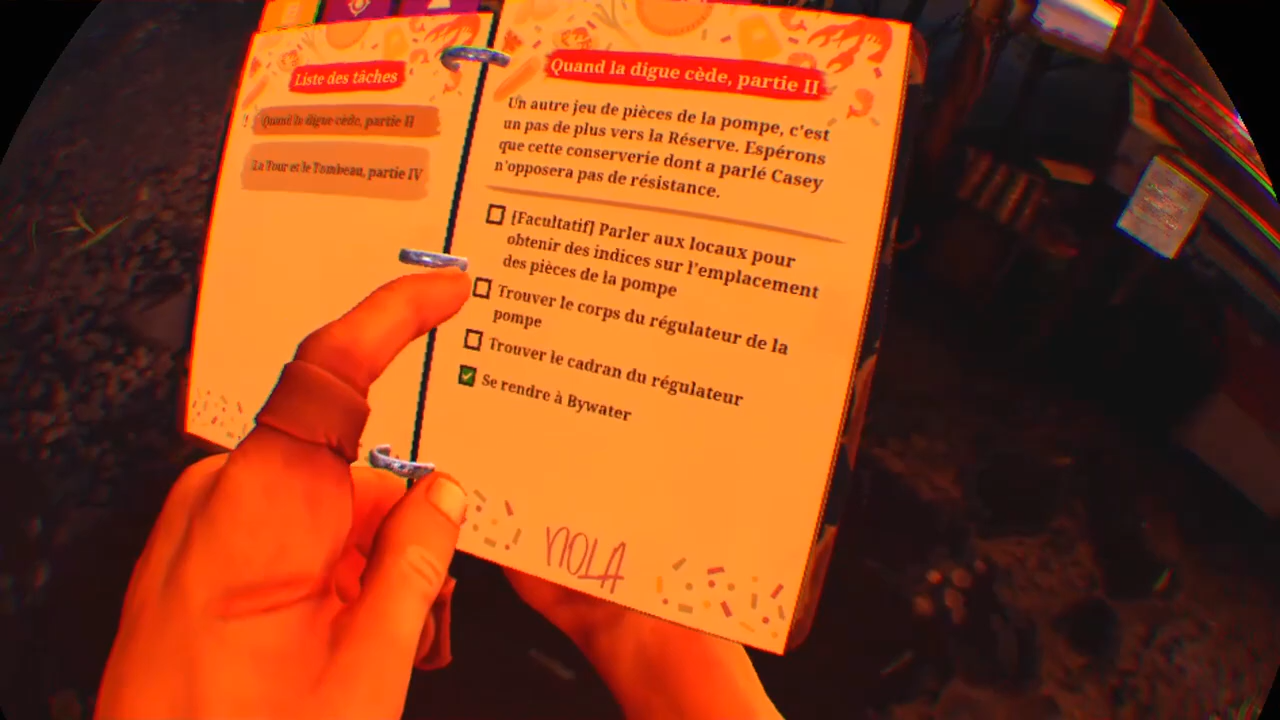 Liste des tâches
Quand la digue cède, partie II
La Tour et le Tombeau, partie IV
Quand la digue cède, partie II
Un autre jeu de pièces de la pompe, c'est
un pas de plus vers la Réserve. Espérons
que cette conserverie dont a parlé Casey
n'opposera pas de résistance.
[Facultatif] Parler aux locaux pour
obtenir des indices sur l'emplacement
des pièces de la pompe
Trouver le corps du régulateur de la
pompe
Trouver le cadran du régulateur
Se rendre à Bywater
NOLA